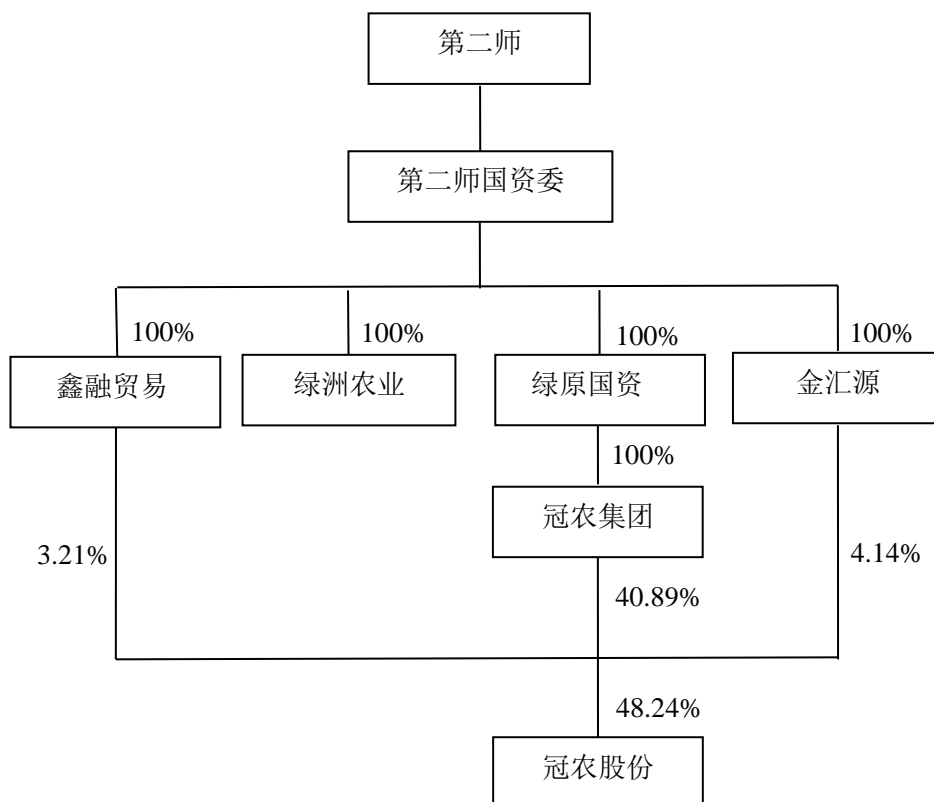 第二师
第二师国资委
100%
100%
100%
100%
鑫融贸易
绿洲农业
绿原国资
金汇源
100%
冠农集团
3.21%
4.14%
40.89%
48.24%
冠农股份